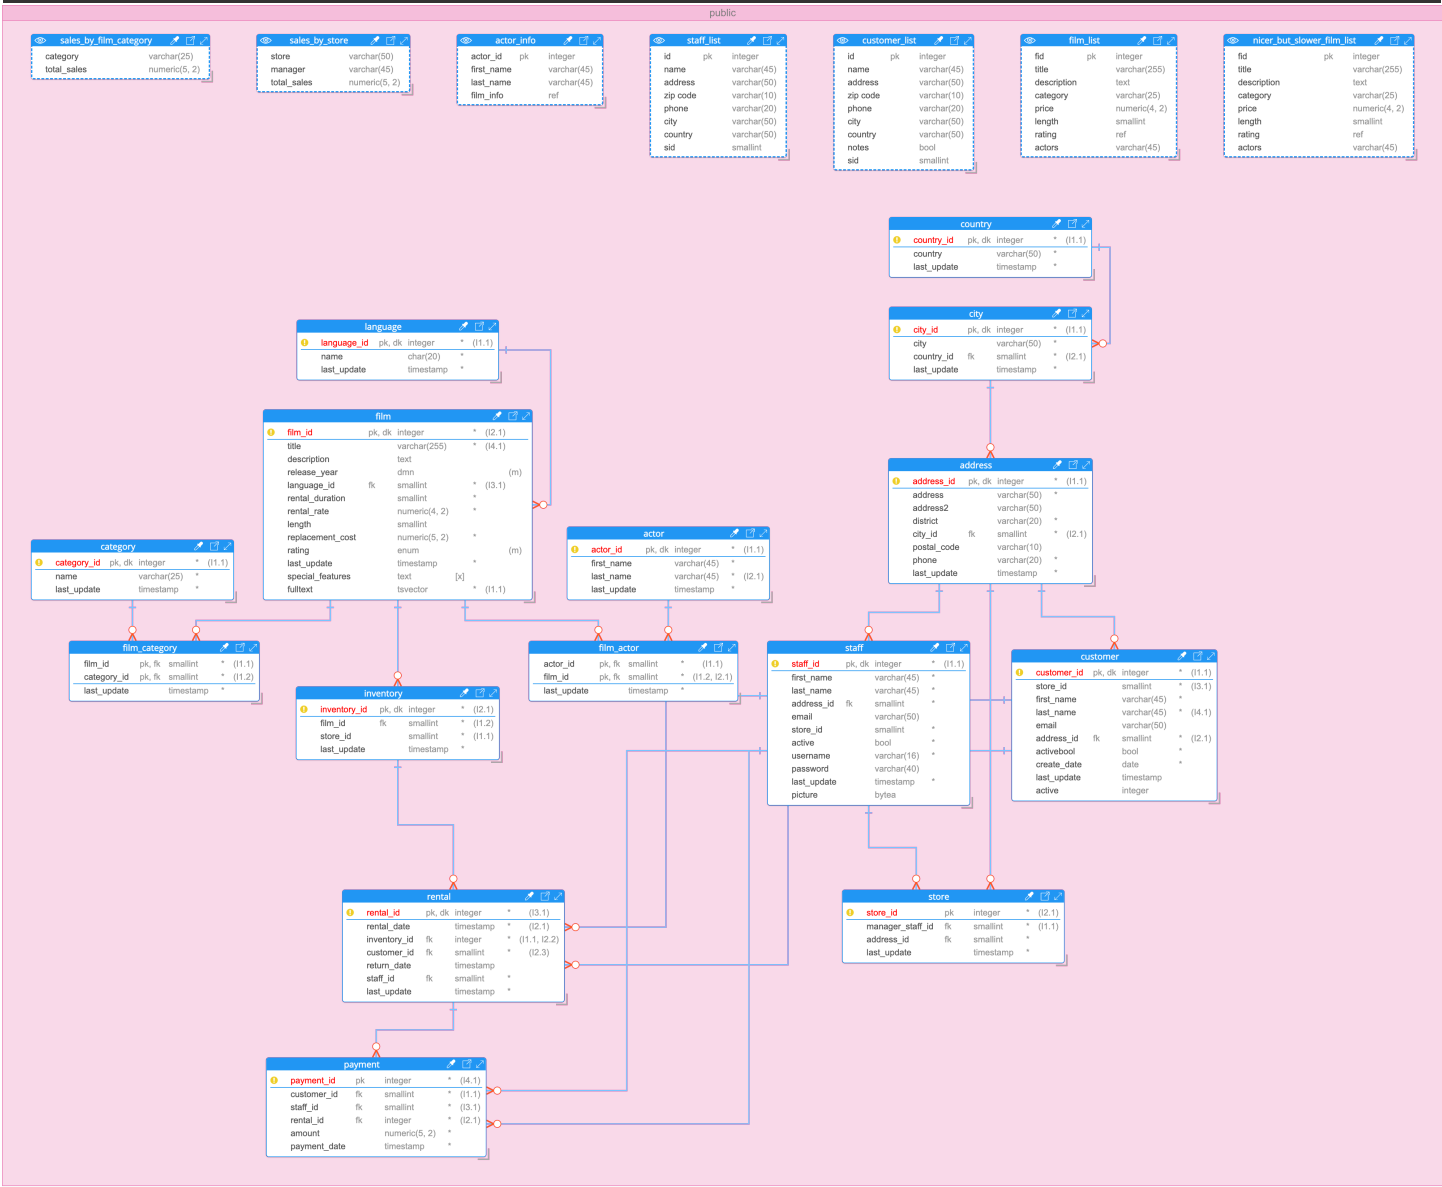 public
sales_by_film_category
category varchar(25)
total_sales numeric(5, 2)
sales_by_store
store varchar(50)
manager varchar(45)
total_sales numeric(5, 2)
actor_info
actor_id pk integer
first_name varchar(45)
last_name varchar(45)
film_info ref
staff_list
id pk integer
name varchar(45)
address varchar(50)
zip code varchar(10)
phone varchar(20)
city varchar(50)
country varchar(50)
sid smallint
customer_list
id pk integer
name varchar(45)
address varchar(50)
zip code varchar(10)
phone varchar(20)
city varchar(50)
country varchar(50)
notes bool
sid smallint
film_list
fid pk integer
title varchar(255)
description text
category varchar(25)
price numeric(4, 2)
length smallint
rating ref
actors varchar(45)
nicer_but_slower_film_list
fid pk integer
title varchar(255)
description text
category varchar(25)
price numeric(4, 2)
length smallint
rating ref
actors varchar(45)
country
country_id pk, dk integer * (I1.1)
country varchar(50) *
last_update timestamp *
city
city_id pk, dk integer * (I1.1)
city varchar(50) *
country_id fk smallint * (I2.1)
last_update timestamp *
language
language_id pk, dk integer * (I1.1)
name char(20) *
last_update timestamp *
film
film_id pk, dk integer * (I2.1)
title varchar(255) * (I4.1)
description text
release_year dmn (m)
language_id fk smallint * (I3.1)
rental_duration smallint *
rental_rate numeric(4, 2) *
length smallint
replacement_cost numeric(5, 2) *
rating enum (m)
last_update timestamp *
special_features text [x]
fulltext tsvector * (I1.1)
address
address_id pk, dk integer * (I1.1)
address varchar(50) *
address2 varchar(50)
district varchar(20) *
city_id fk smallint * (I2.1)
postal_code varchar(10)
phone varchar(20) *
last_update timestamp *
category
category_id pk, dk integer * (I1.1)
name varchar(25) *
last_update timestamp *
actor
actor_id pk, dk integer * (I1.1)
first_name varchar(45) *
last_name varchar(45) * (I2.1)
last_update timestamp *
film_category
film_id pk, fk smallint * (I1.1)
category_id pk, fk smallint * (I1.2)
last_update timestamp *
film_actor
actor_id pk, fk smallint * (I1.1)
film_id pk, fk smallint * (I1.2, I2.1)
last_update timestamp *
staff
staff_id pk, dk integer * (I1.1)
first_name varchar(45) *
last_name varchar(45) *
address_id fk smallint *
email varchar(50)
store_id smallint *
active bool *
username varchar(16) *
password varchar(40)
last_update timestamp *
picture bytea
customer
customer_id pk, dk integer * (I1.1)
store_id smallint * (I3.1)
first_name varchar(45) *
last_name varchar(45) * (I4.1)
email varchar(50)
address_id fk smallint * (I2.1)
activebool bool *
create_date date *
last_update timestamp
active integer
inventory
inventory_id pk, dk integer * (I2.1)
film_id fk smallint * (I1.2)
store_id smallint * (I1.1)
last_update timestamp *
rental
rental_id pk, dk integer * (I3.1)
rental_date timestamp * (I2.1)
inventory_id fk integer * (I1.1, I2.2)
customer_id fk smallint * (I2.3)
return_date timestamp
staff_id fk smallint *
last_update timestamp *
store
store_id pk integer * (I2.1)
manager_staff_id fk smallint * (I1.1)
address_id fk smallint *
last_update timestamp *
payment
payment_id pk integer * (I4.1)
customer_id fk smallint * (I1.1)
staff_id fk smallint * (I3.1)
rental_id fk integer * (I2.1)
amount numeric(5, 2) *
payment_date timestamp *